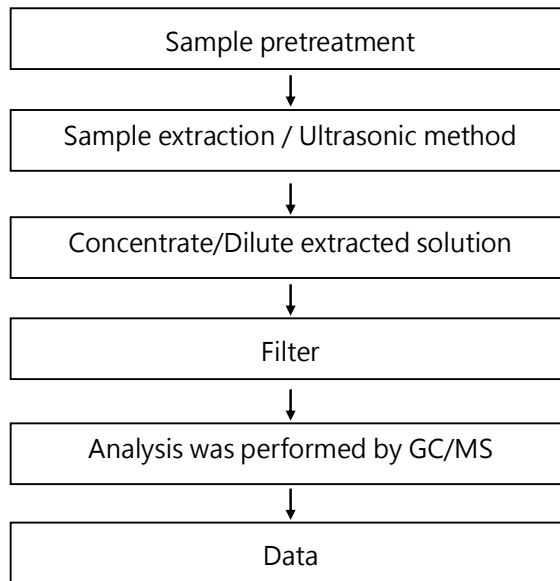 Sample pretreatment
Sample extraction / Ultrasonic method
Concentrate/Dilute extracted solution
Filter
Analysis was performed by GC/MS
Data